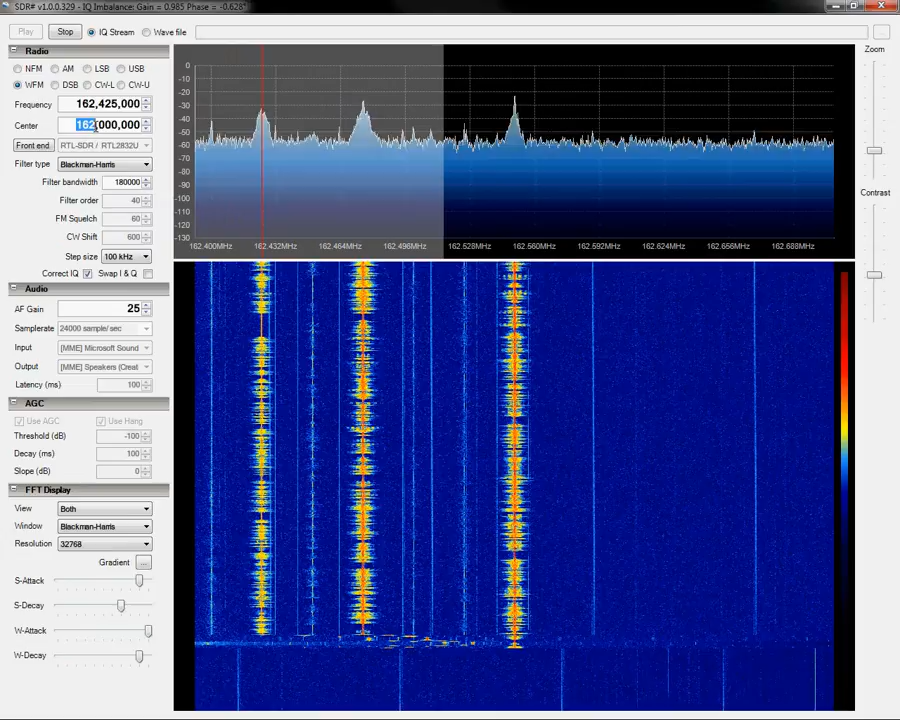 SDR# v1.0.0.329 - IQ Imbalance: Gain = 0.985 Phase = -0.628°
Play Stop IQ Stream Wave file ...
Radio
NFM AM LSB USB
WFM DSB CW-L CW-U
Frequency 162,425,000
Center 162,000,000
Front end RTL-SDR / RTL2832U
Filter type Blackman-Harris
Filter bandwidth 180000
Filter order 40
FM Squelch 60
CW Shift 600
Step size 100 kHz
Correct IQ Swap I & Q
Audio
AF Gain 25
Samplerate 24000 sample/sec
Input [MME] Microsoft Sound
Output [MME] Speakers (Creat
Latency (ms) 100
AGC
Use AGC Use Hang
Threshold (dB) -100
Decay (ms) 100
Slope (dB) 0
FFT Display
View Both
Window Blackman-Harris
Resolution 32768
Gradient ...
S-Attack
S-Decay
W-Attack
W-Decay
0
-10
-20
-30
-40
-50
-60
-70
-80
-90
-100
-110
-120
-130
162.400MHz 162.432MHz 162.464MHz 162.496MHz 162.528MHz 162.560MHz 162.592MHz 162.624MHz 162.656MHz 162.688MHz
Zoom
Contrast